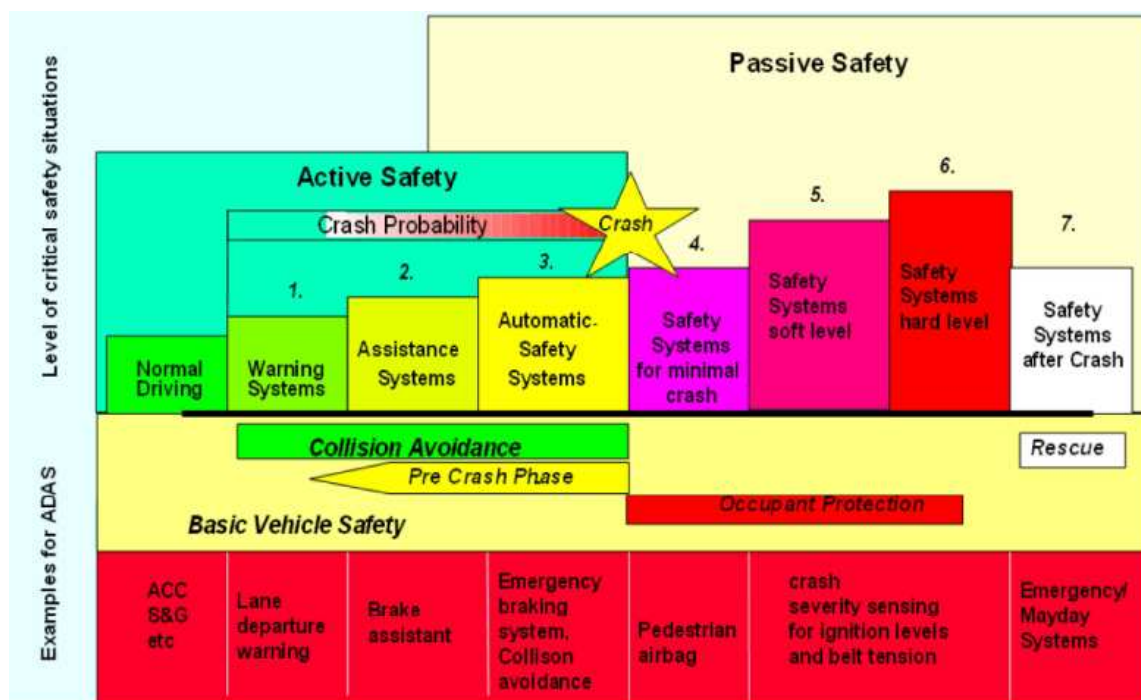 Level of critical safety situations
Passive Safety
Active Safety
Crash Probability
Crash
1.
2.
3.
4.
5.
6.
7.
Normal
Driving
Warning
Systems
Assistance
Systems
Automatic-
Safety
Systems
Safety
Systems
for minimal
crash
Safety
Systems
soft level
Safety
Systems
hard level
Safety
Systems
after Crash
Examples for ADAS
Collision Avoidance
Pre Crash Phase
Occupant Protection
Rescue
Basic Vehicle Safety
ACC
S&G
etc
Lane
departure
warning
Brake
assistant
Emergency
braking
system,
Collison
avoidance
Pedestrian
airbag
crash
severity sensing
for ignition levels
and belt tension
Emergency/
Mayday
Systems